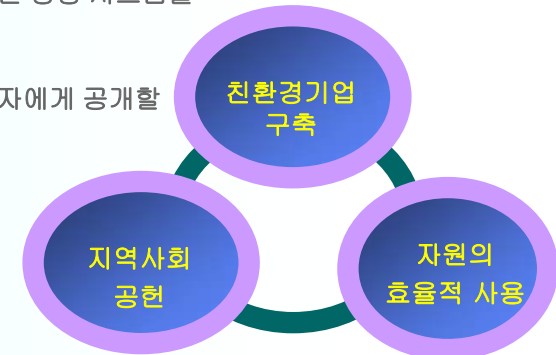 자에게 공개할
친환경기업
구축
지역사회
공헌
자원의
효율적 사용